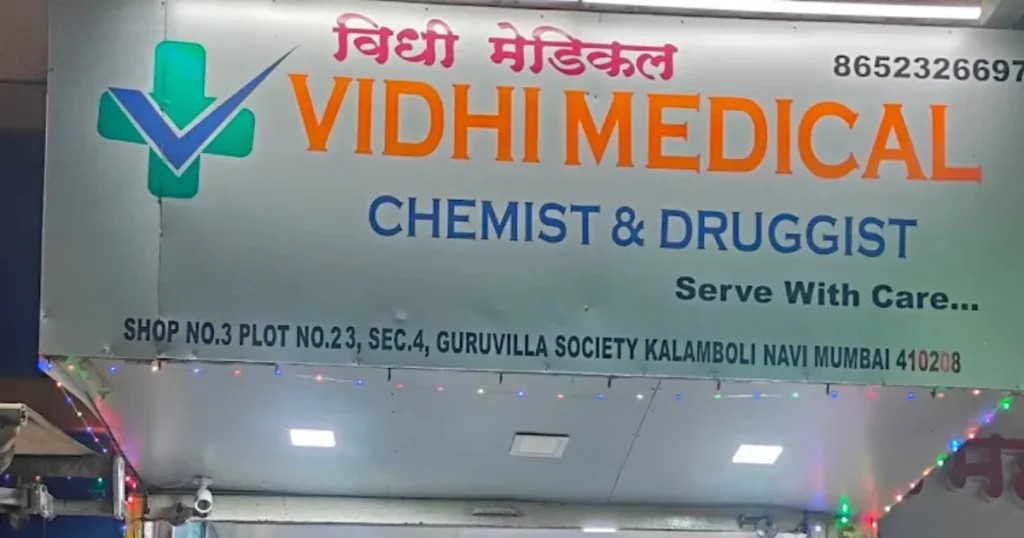 विधी मेडिकल
8652326697
VIDHI MEDICAL
CHEMIST & DRUGGIST
Serve With Care...
SHOP NO.3 PLOT NO.23, SEC.4, GURUVILLA SOCIETY KALAMBOLI NAVI MUMBAI 410208